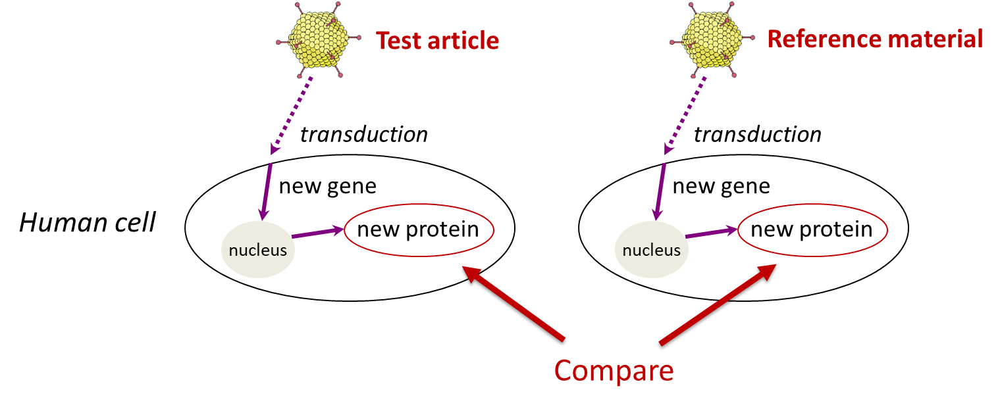 Test article
Reference material
transduction
transduction
new gene
new gene
Human cell
new protein
new protein
nucleus
nucleus
Compare